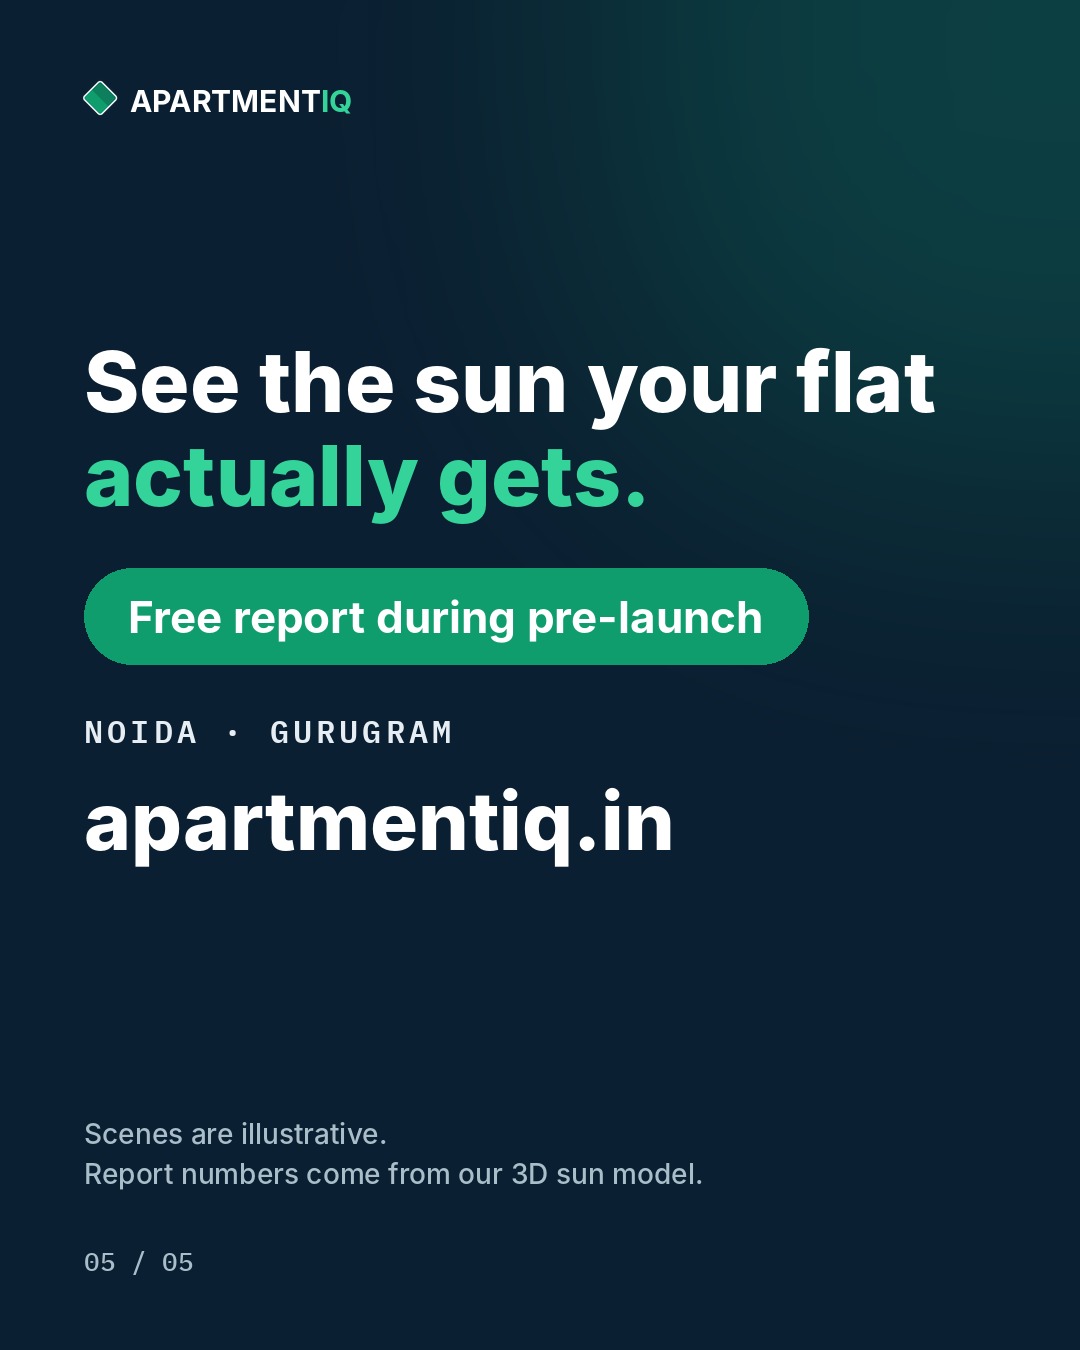 APARTMENTIQ
See the sun your flat
actually gets.
Free report during pre-launch
NOIDA · GURUGRAM
apartmentiq.in
Scenes are illustrative.
Report numbers come from our 3D sun model.
05 / 05